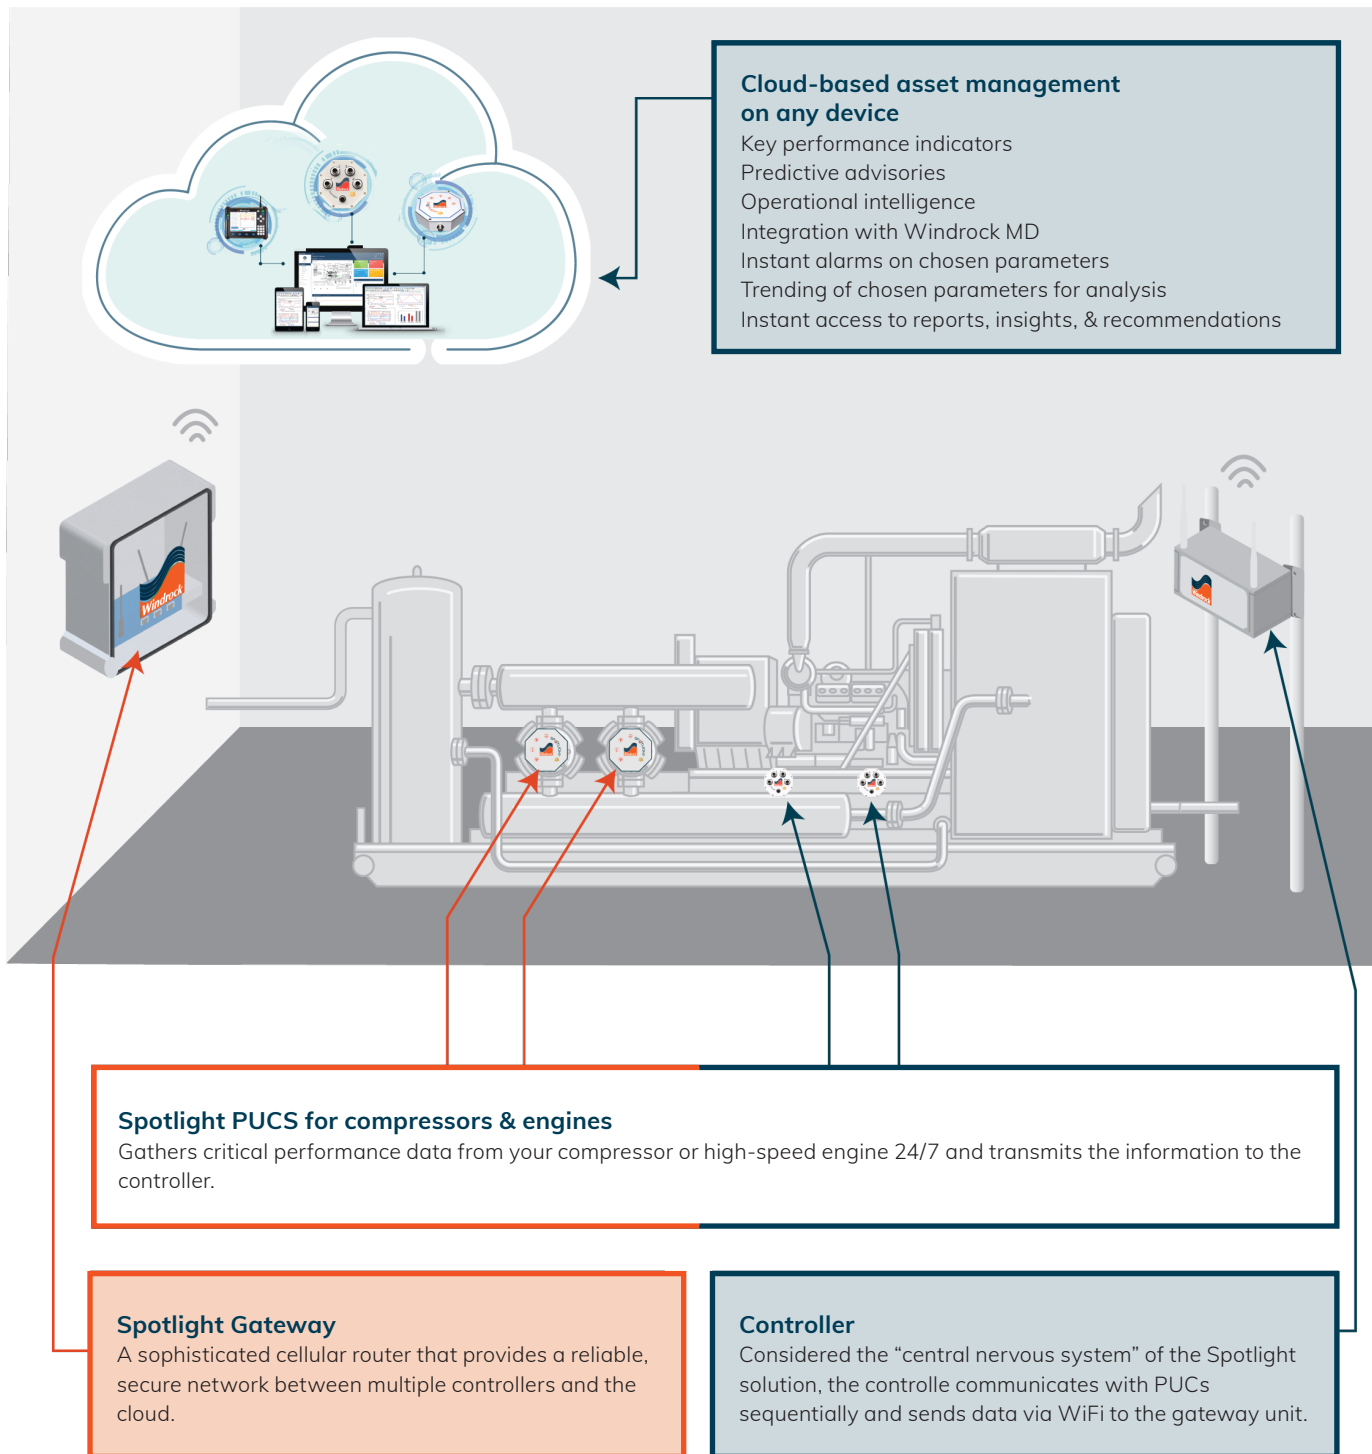 Cloud-based asset management
on any device
Key performance indicators
Predictive advisories
Operational intelligence
Integration with Windrock MD
Instant alarms on chosen parameters
Trending of chosen parameters for analysis
Instant access to reports, insights, & recommendations
Windrock
Windrock
Spotlight PUCS for compressors & engines
Gathers critical performance data from your compressor or high-speed engine 24/7 and transmits the information to the
controller.
Spotlight Gateway
A sophisticated cellular router that provides a reliable,
secure network between multiple controllers and the
cloud.
Controller
Considered the “central nervous system” of the Spotlight
solution, the controlle communicates with PUCs
sequentially and sends data via WiFi to the gateway unit.